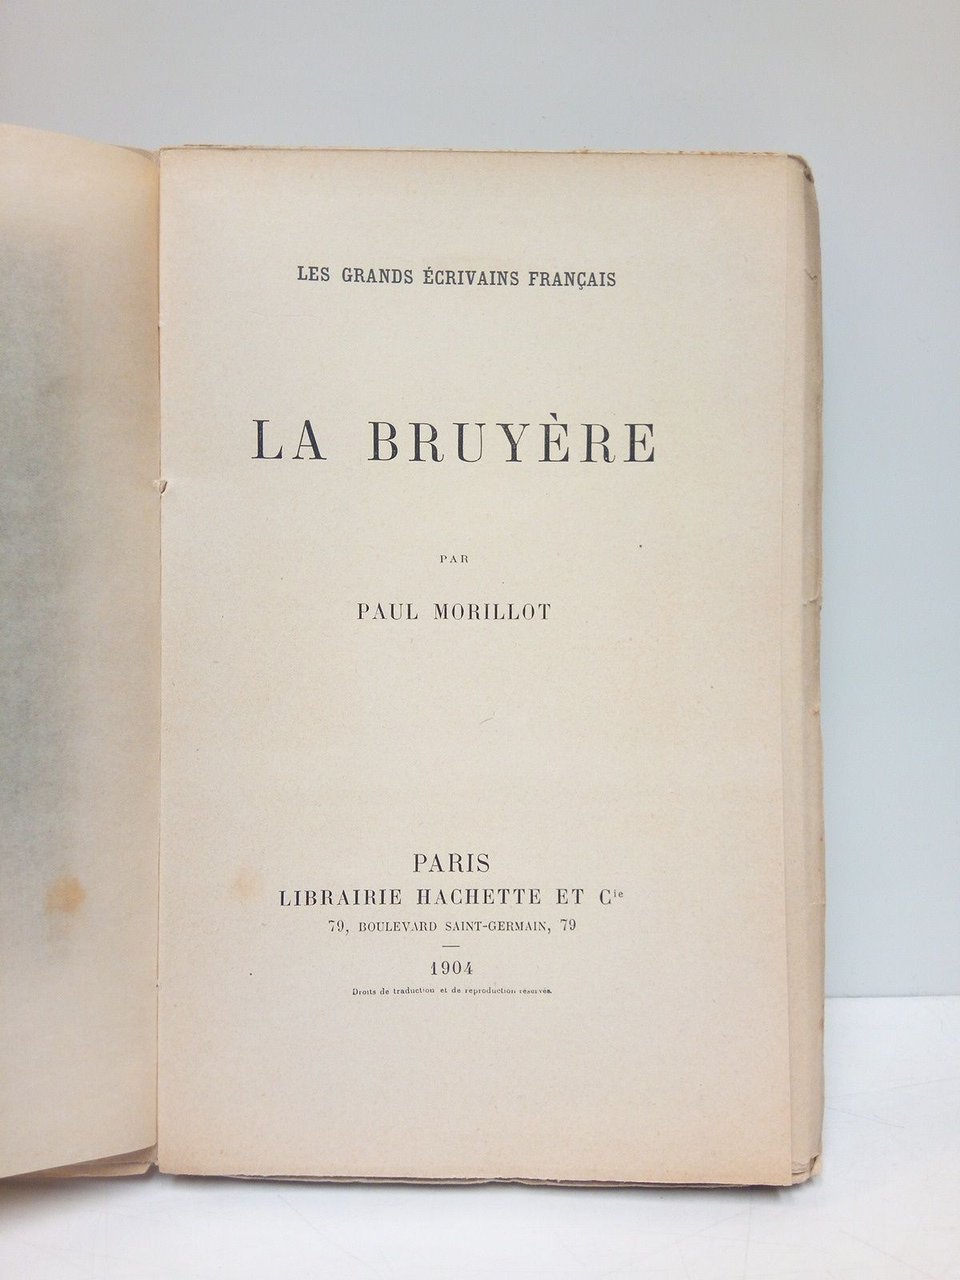 LES GRANDS ÉCRIVAINS FRANÇAIS
LA BRUYÈRE
PAR
PAUL MORILLOT
PARIS
LIBRAIRIE HACHETTE ET Cie
79, BOULEVARD SAINT-GERMAIN, 79
1904
Droits de traduction et de reproduction réservés.